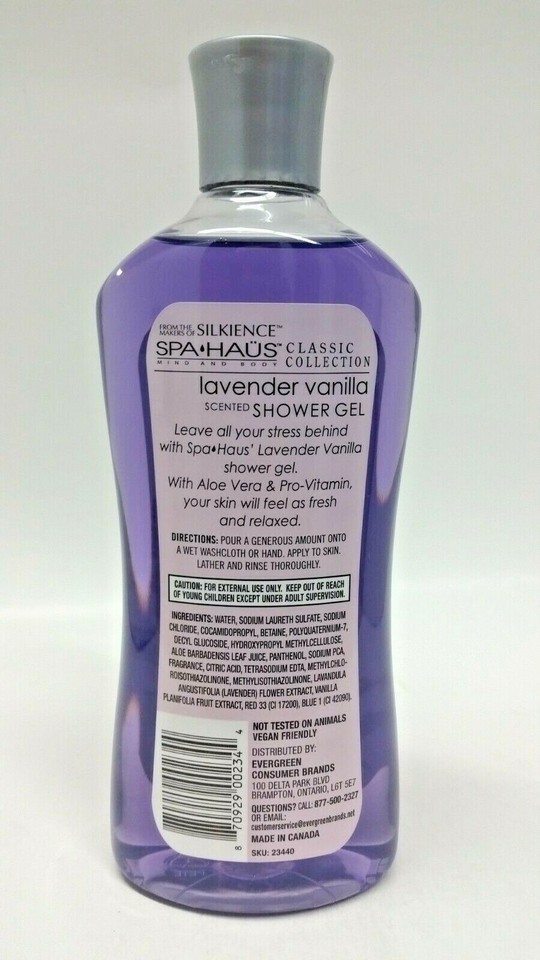 FROM THE MAKERS OF SILKIENCE™
SPA•HAÜS™ CLASSIC COLLECTION
MIND AND BODY
lavender vanilla
SCENTED SHOWER GEL
Leave all your stress behind
with Spa•Haus' Lavender Vanilla
shower gel.
With Aloe Vera & Pro-Vitamin,
your skin will feel as fresh
and relaxed.
DIRECTIONS: POUR A GENEROUS AMOUNT ONTO
A WET WASHCLOTH OR HAND. APPLY TO SKIN.
LATHER AND RINSE THOROUGHLY.
CAUTION: FOR EXTERNAL USE ONLY. KEEP OUT OF REACH
OF YOUNG CHILDREN EXCEPT UNDER ADULT SUPERVISION.
INGREDIENTS: WATER, SODIUM LAURETH SULFATE, SODIUM
CHLORIDE, COCAMIDOPROPYL, BETAINE, POLYQUATERNIUM-7,
DECYL GLUCOSIDE, HYDROXYPROPYL METHYLCELLULOSE,
ALOE BARBADENSIS LEAF JUICE, PANTHENOL, SODIUM PCA,
FRAGRANCE, CITRIC ACID, TETRASODIUM EDTA, METHYLCHLO-
ROISOTHIAZOLINONE, METHYLISOTHIAZOLINONE, LAVANDULA
ANGUSTIFOLIA (LAVENDER) FLOWER EXTRACT, VANILLA
PLANIFOLIA FRUIT EXTRACT, RED 33 (CI 17200), BLUE 1 (CI 42090).
NOT TESTED ON ANIMALS
VEGAN FRIENDLY
DISTRIBUTED BY:
EVERGREEN
CONSUMER BRANDS
100 DELTA PARK BLVD
BRAMPTON, ONTARIO, L6T 5E7
QUESTIONS? CALL: 877-500-2327
OR EMAIL:
customerservice@evergreenbrands.net
MADE IN CANADA
SKU: 23440
8 70929 00234 4